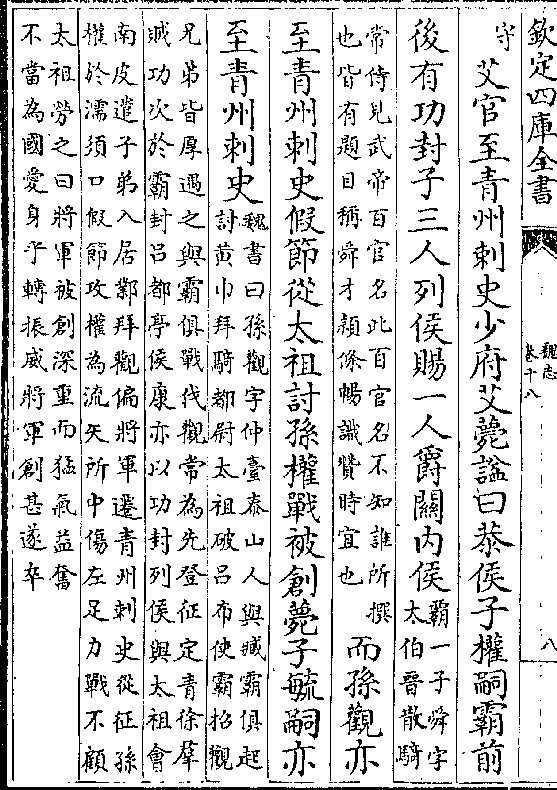 欽定四庫全書
魏志
卷十八
八
守
艾官至青州刺史少府艾薨諡曰恭侯子權嗣霸前
後有功封子三人列侯賜一人爵關內侯
霸一子舜字
太伯晉散騎
常侍見武帝百官名此百官名不知誰所撰
也皆有題目稱舜才頴條暢識贊時宜也
而孫觀亦
至青州刺史假節從太祖討孫權戰被創薨子毓嗣亦
至青州刺史
魏書曰孫觀字仲臺泰山人與臧霸俱起
討黃巾拜騎都尉太祖破吕布使霸招觀
兄弟皆厚遇之與霸俱戰伐觀常為先登征定青徐羣
賊功次於霸封吕都亭侯康亦以功封列侯與太祖會
南皮遣子弟入居鄴拜觀偏將軍遷青州刺史從征孫
權於濡須口假節攻權為流矢所中傷左足力戰不顧
太祖勞之曰將軍被創深重而猛氣益奮
不當為國愛身乎轉振威將軍創甚遂卒